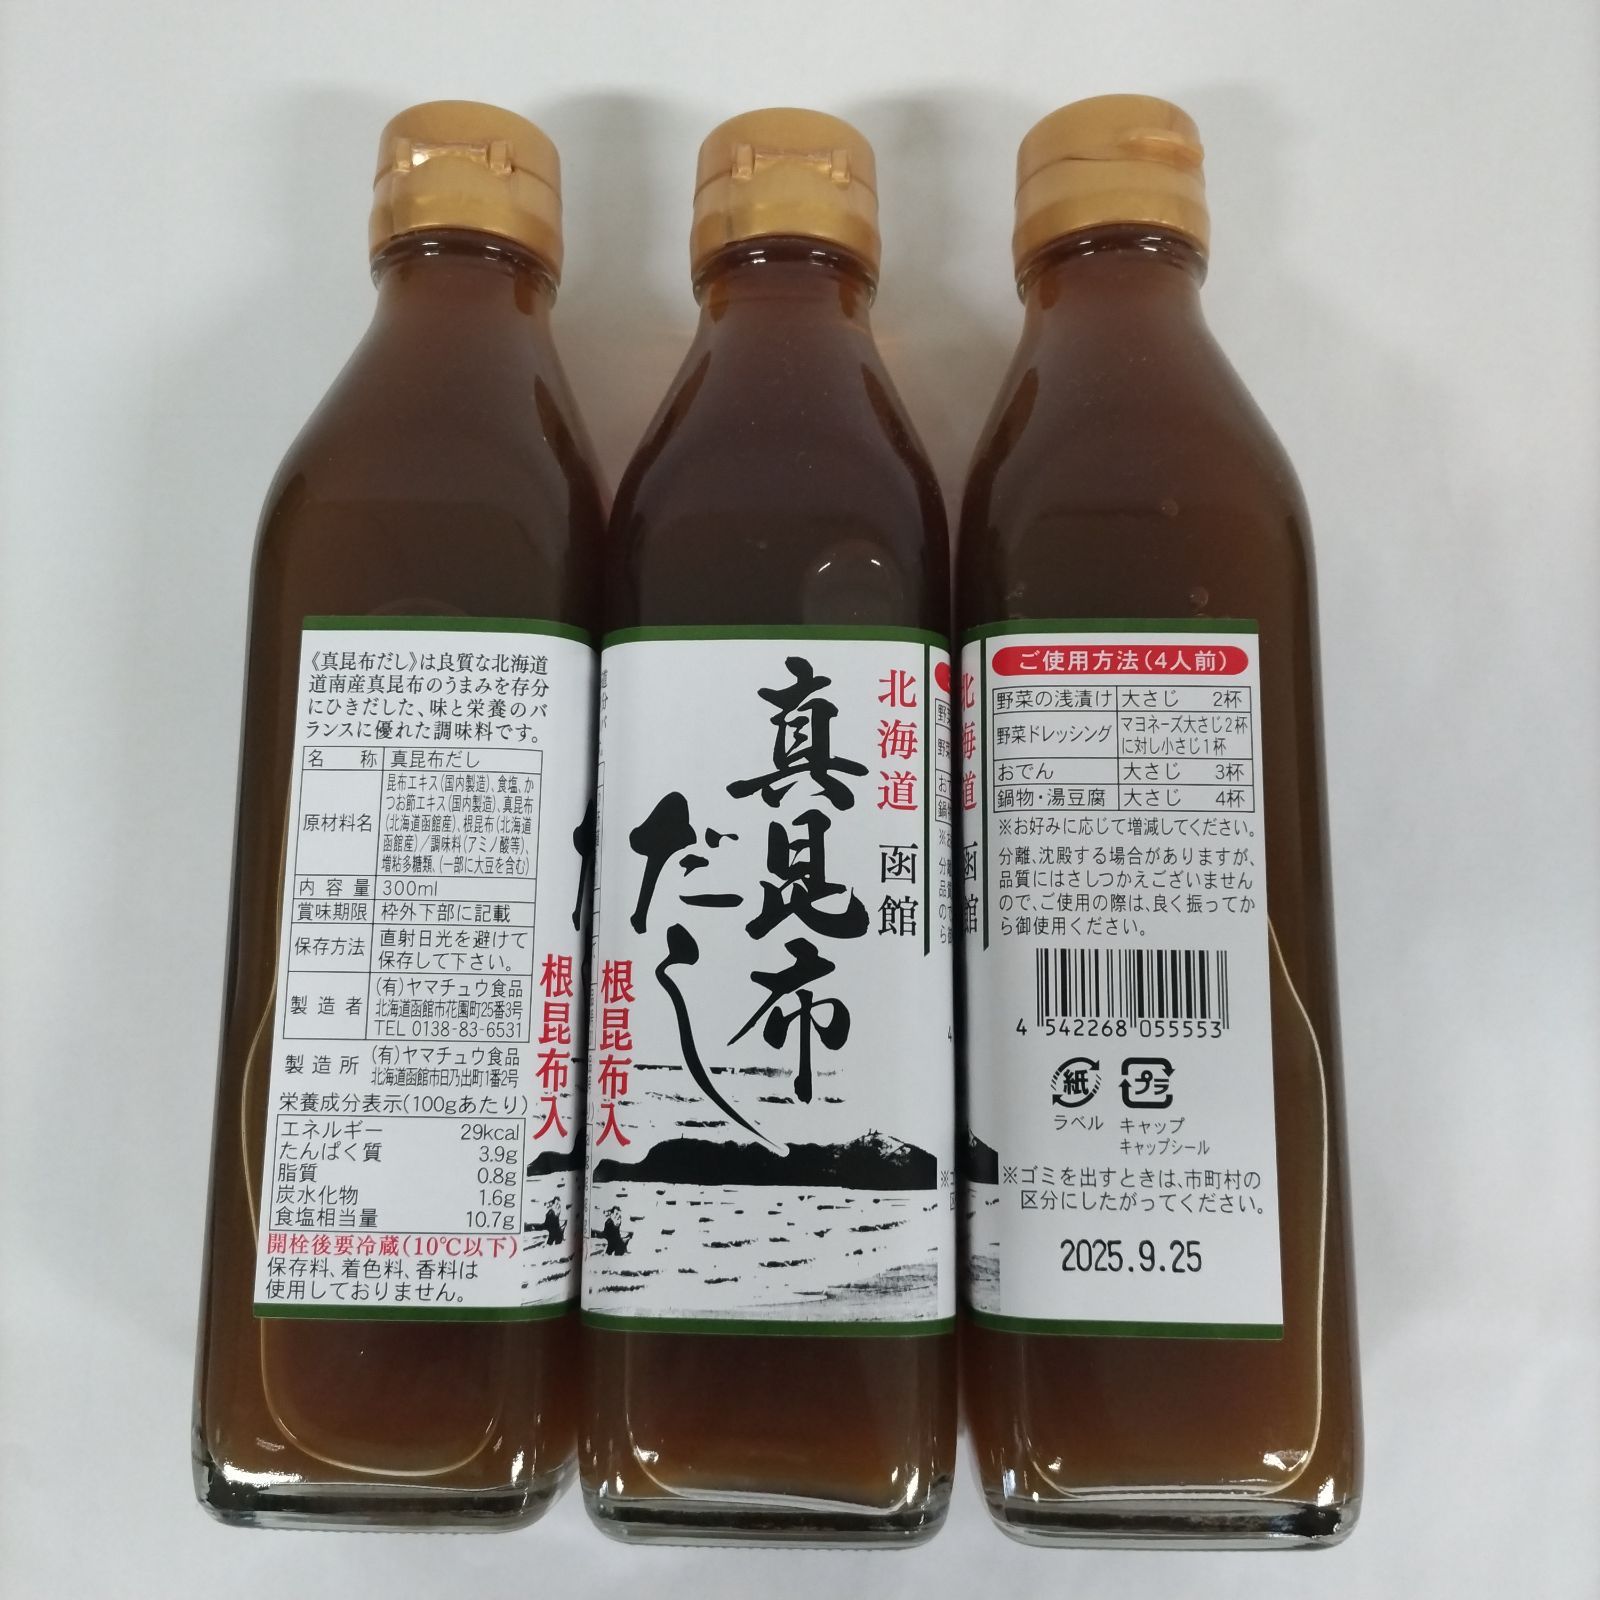 《真昆布だし》は良質な北海道
道南産真昆布のうまみを存分
にひきだした、味と栄養のバ
ランスに優れた調味料です。
名称 真昆布だし
原材料名 昆布エキス(国内製造)、食塩、か
つお節エキス(国内製造)、真昆布
(北海道函館産)、根昆布(北海道
函館産)/調味料(アミノ酸等)、
増粘多糖類、(一部に大豆を含む)
内容量 300ml
賞味期限 枠外下部に記載
保存方法 直射日光を避けて
保存して下さい。
製造者 (有)ヤマチュウ食品
北海道函館市花園町25番3号
TEL 0138-83-6531
製造所 (有)ヤマチュウ食品
北海道函館市日乃出町1番2号
栄養成分表示(100gあたり)
エネルギー 29kcal
たんぱく質 3.9g
脂質 0.8g
炭水化物 1.6g
食塩相当量 10.7g
開栓後要冷蔵(10℃以下)
保存料、着色料、香料は
使用しておりません。
根昆布入
北海道 函館
真昆布
だし
根昆布入
北海道 函館
ご使用方法(4人前)
野菜の浅漬け 大さじ 2杯
野菜ドレッシング マヨネーズ大さじ2杯
に対し小さじ1杯
おでん 大さじ 3杯
鍋物・湯豆腐 大さじ 4杯
※お好みに応じて増減してください。
分離、沈殿する場合がありますが、
品質にはさしつかえございません
ので、ご使用の際は、良く振ってか
ら御使用ください。
4 542268 055553
紙 プラ
ラベル キャップ
キャップシール
※ゴミを出すときは、市町村の
区分にしたがってください。
2025.9.25